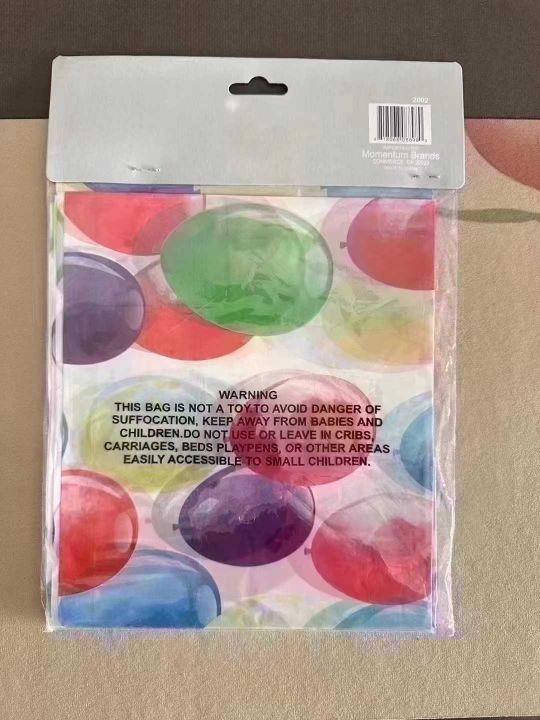 2002
Momentum Brands
WARNING
THIS BAG IS NOT A TOY.TO AVOID DANGER OF
SUFFOCATION, KEEP AWAY FROM BABIES AND
CHILDREN.DO NOT USE OR LEAVE IN CRIBS,
CARRIAGES, BEDS PLAYPENS, OR OTHER AREAS
EASILY ACCESSIBLE TO SMALL CHILDREN.